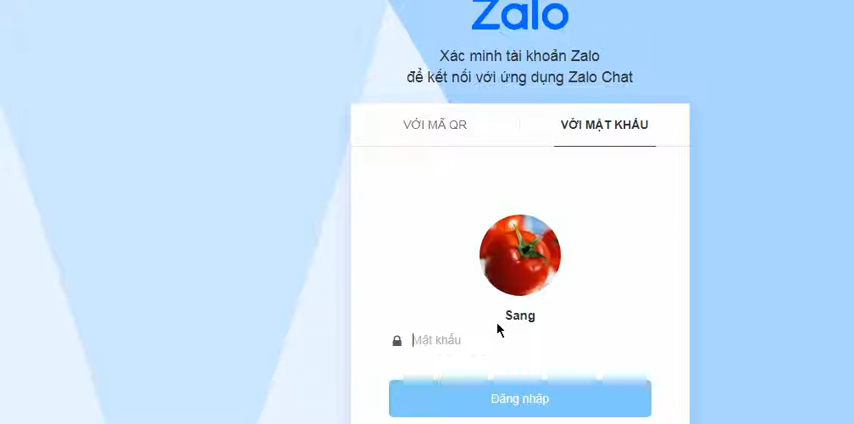 Zalo
Xác minh tài khoản Zalo
để kết nối với ứng dụng Zalo Chat
VỚI MÃ QR
VỚI MẬT KHẨU
Sang
Mật khẩu
Đăng nhập